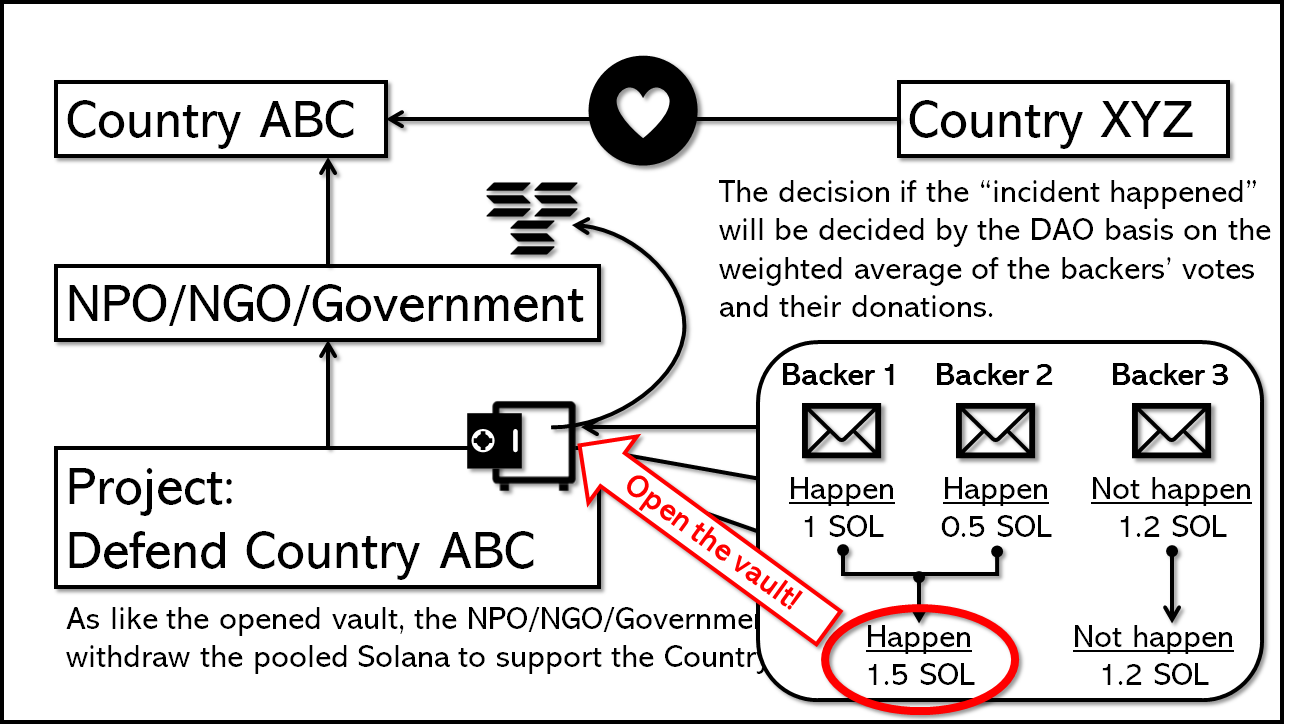 Country ABC
Country XYZ
The decision if the “incident happened”
will be decided by the DAO basis on the
weighted average of the backers’ votes
and their donations.
NPO/NGO/Government
Backer 1 Backer 2 Backer 3
Happen Happen Not happen
1 SOL 0.5 SOL 1.2 SOL
Open the vault!
Project:
Defend Country ABC
As like the opened vault, the NPO/NGO/
withdraw the pooled Solana to support the
Happen Not happen
1.5 SOL 1.2 SOL